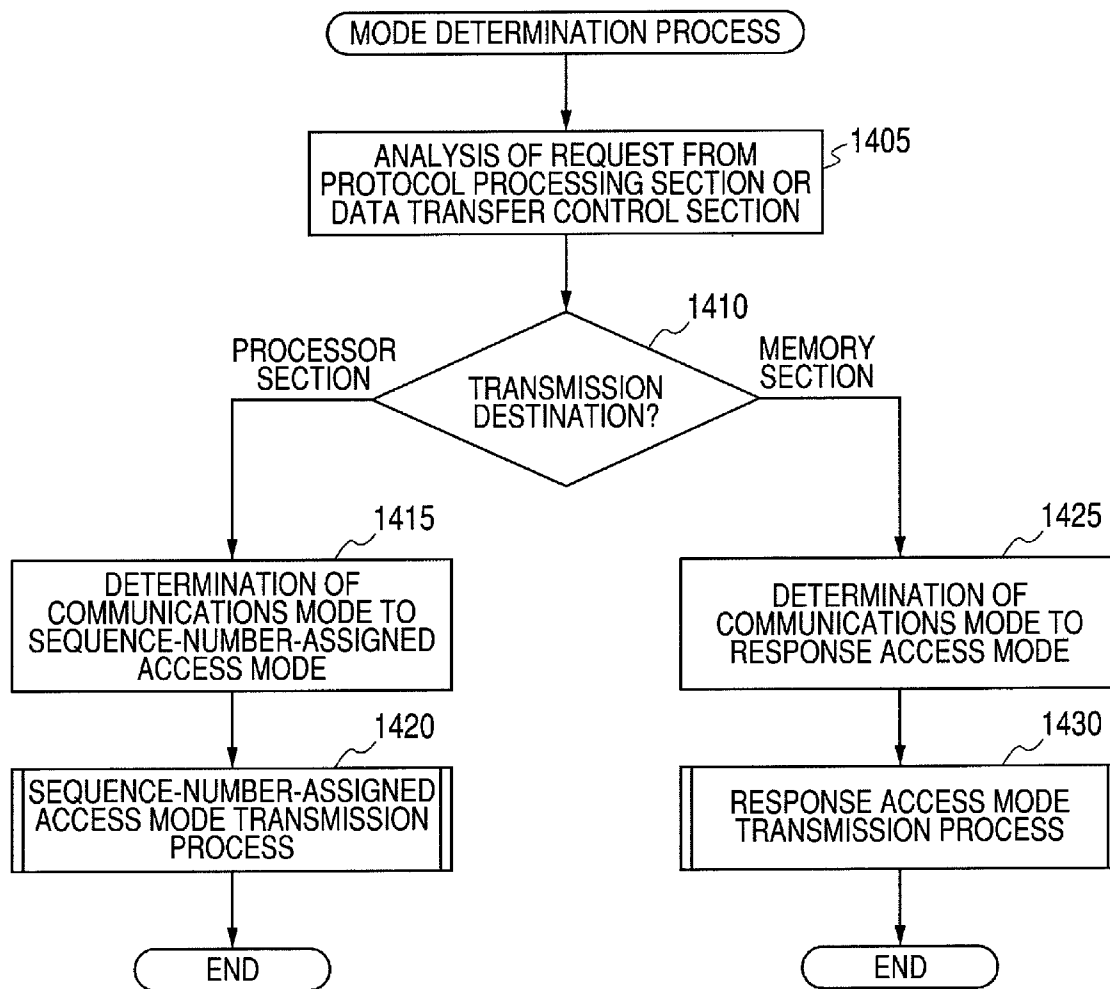 MODE DETERMINATION PROCESS
1405
ANALYSIS OF REQUEST FROM
PROTOCOL PROCESSING SECTION OR
DATA TRANSFER CONTROL SECTION
1410
PROCESSOR
SECTION
MEMORY
SECTION
TRANSMISSION
DESTINATION?
1415
DETERMINATION OF
COMMUNICATIONS MODE TO
SEQUENCE-NUMBER-ASSIGNED
ACCESS MODE
1425
DETERMINATION OF
COMMUNICATIONS MODE TO
RESPONSE ACCESS MODE
1420
SEQUENCE-NUMBER-ASSIGNED
ACCESS MODE TRANSMISSION
PROCESS
1430
RESPONSE ACCESS MODE
TRANSMISSION PROCESS
END
END